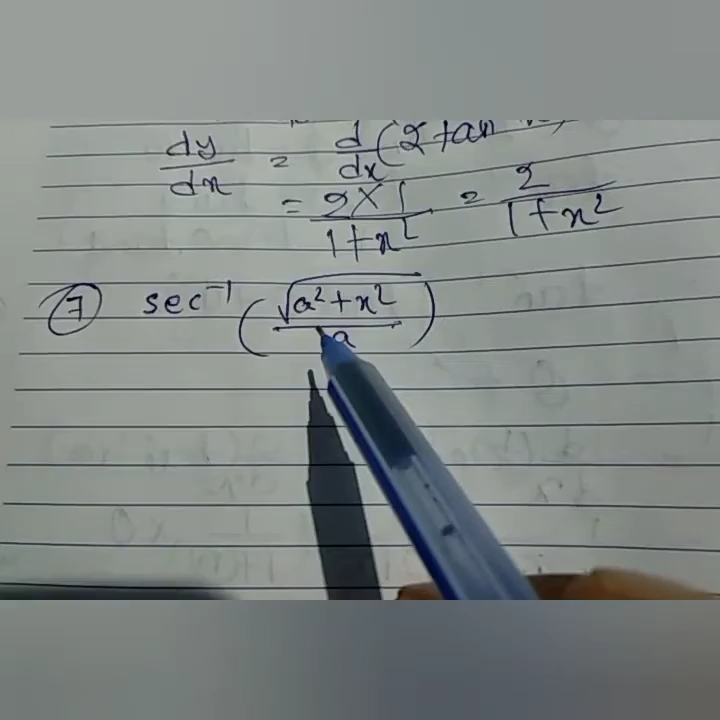 dy/dx = d/dx (2 tan
= 2×1/1+x² = 2/1+x²
⑦ sec⁻¹ (√a²+x²/a)